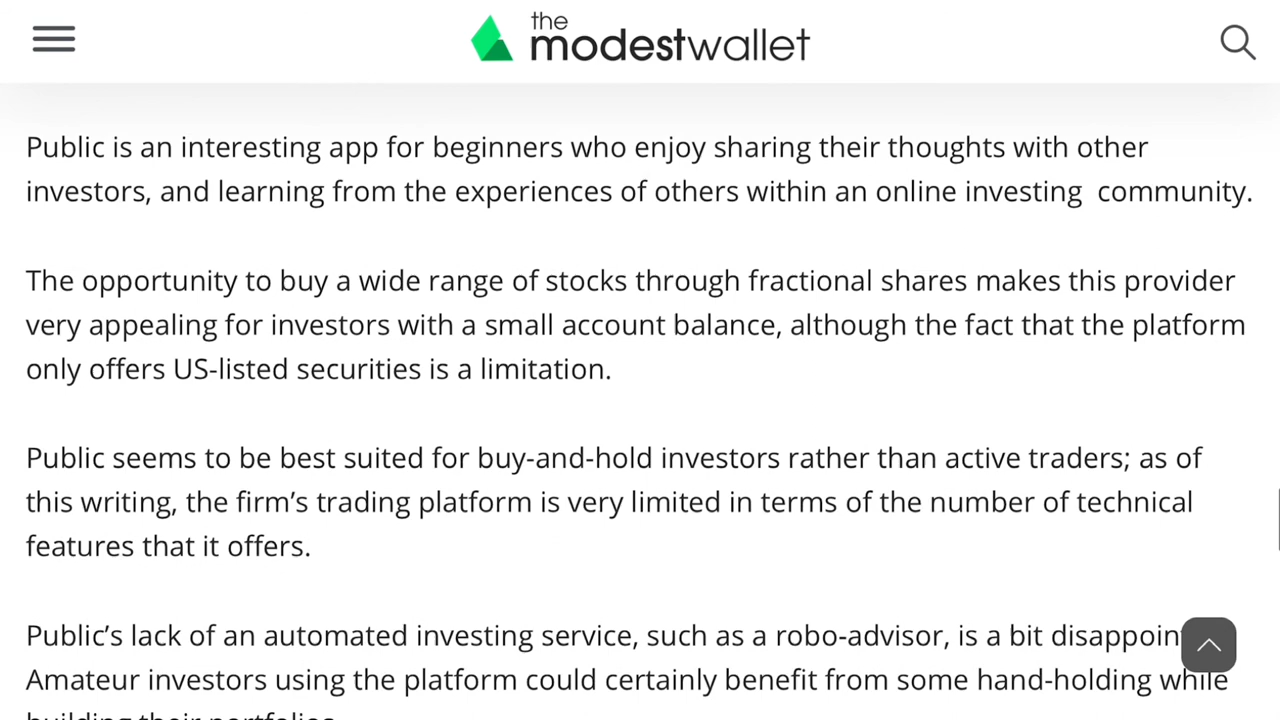 the
modestwallet
Public is an interesting app for beginners who enjoy sharing their thoughts with other
investors, and learning from the experiences of others within an online investing community.
The opportunity to buy a wide range of stocks through fractional shares makes this provider
very appealing for investors with a small account balance, although the fact that the platform
only offers US-listed securities is a limitation.
Public seems to be best suited for buy-and-hold investors rather than active traders; as of
this writing, the firm’s trading platform is very limited in terms of the number of technical
features that it offers.
Public’s lack of an automated investing service, such as a robo-advisor, is a bit
Amateur investors using the platform could certainly benefit from some hand-holding while
building their portfolios.